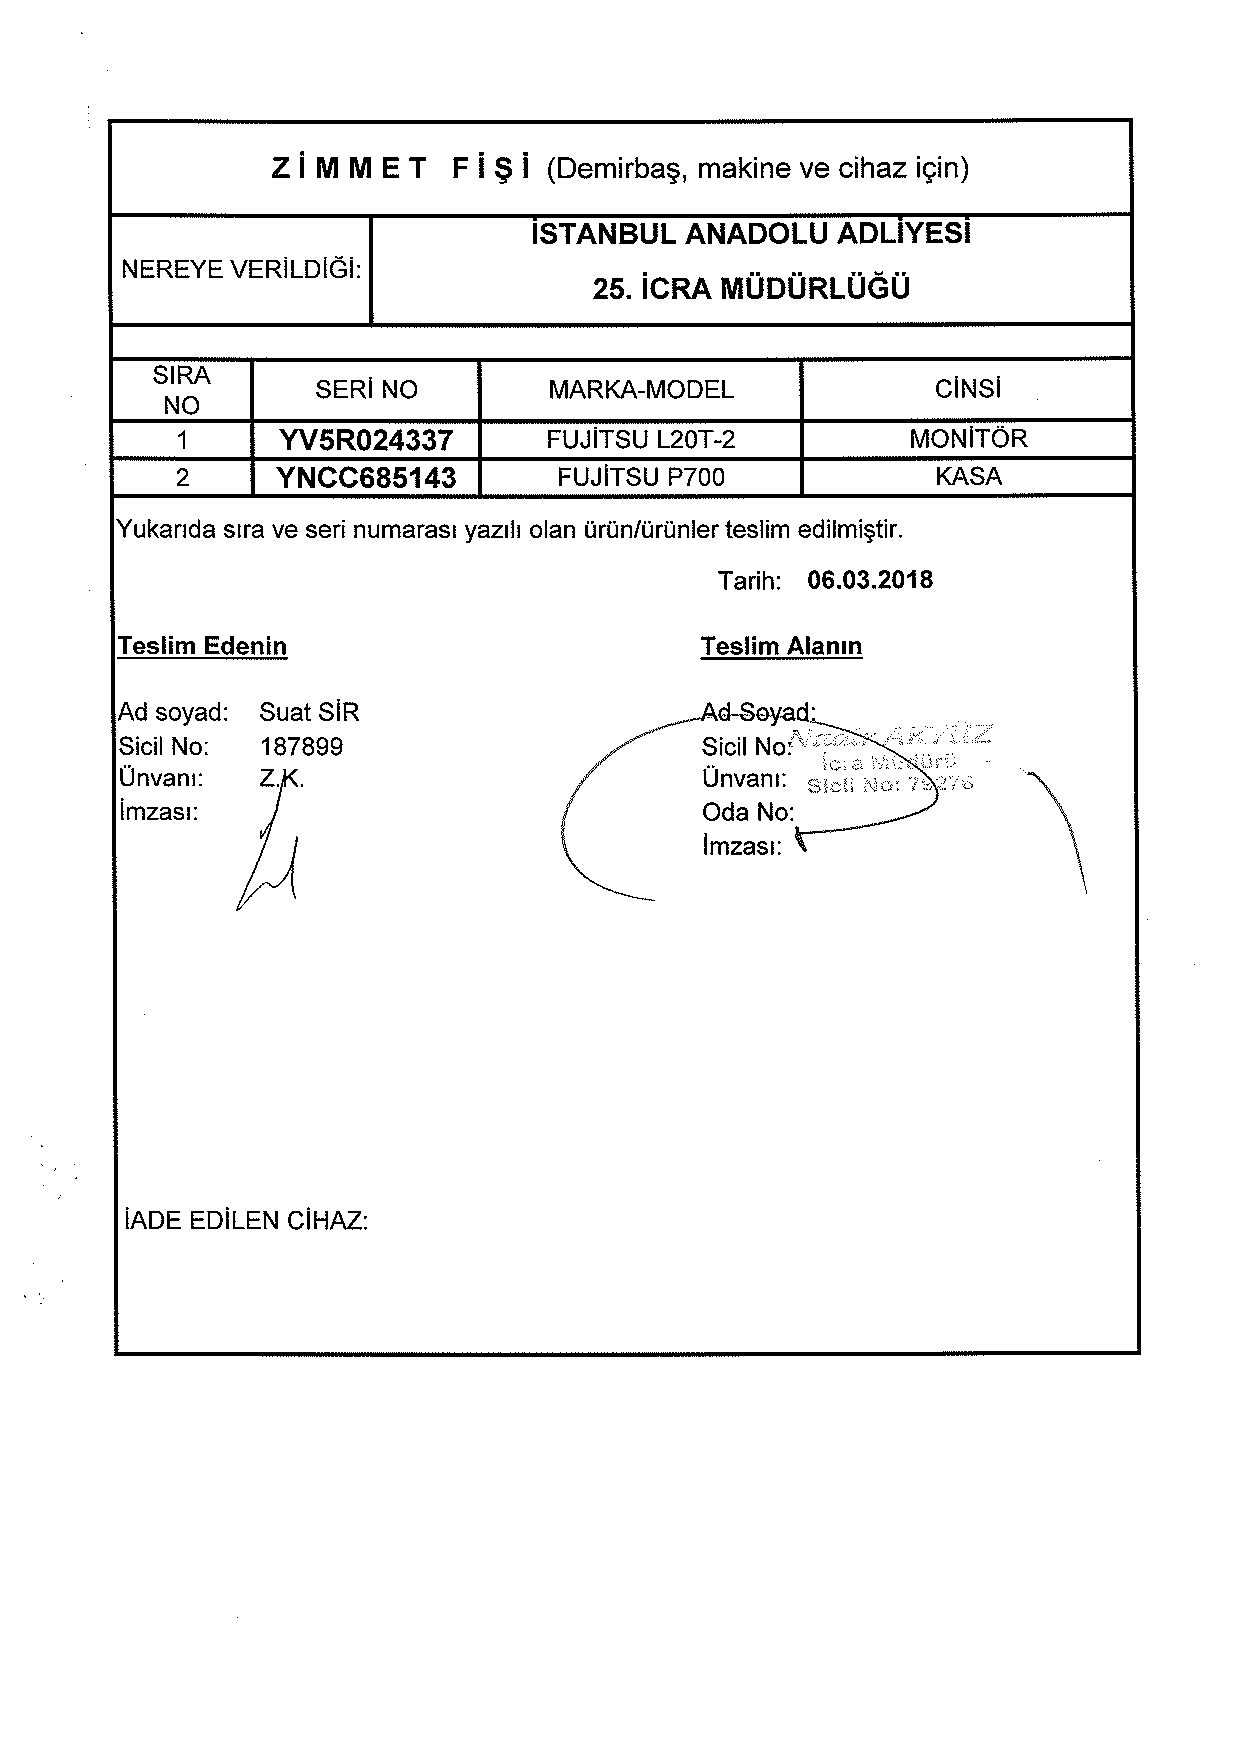 ZİMMET FİŞİ (Demirbaş, makine ve cihaz için)
NEREYE VERİLDİĞİ:
İSTANBUL ANADOLU ADLİYESİ
25. İCRA MÜDÜRLÜĞÜ
SIRA NO SERİ NO MARKA-MODEL CİNSİ
1 YV5R024337 FUJİTSU L20T-2 MONİTÖR
2 YNCC685143 FUJİTSU P700 KASA
Yukarıda sıra ve seri numarası yazılı olan ürün/ürünler teslim edilmiştir.
Tarih: 06.03.2018
Teslim Edenin
Ad soyad: Suat SİR
Sicil No: 187899
Ünvanı: Z.K.
İmzası:
Teslim Alanın
Ad-Soyad:
Sicil No:
AKYÜZ
İcra Müdürü
Sicil No:
Ünvanı:
Oda No:
İmzası:
İADE EDİLEN CİHAZ: